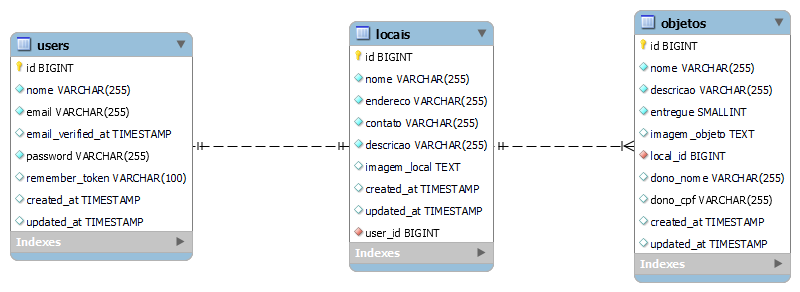 users
id BIGINT
nome VARCHAR(255)
email VARCHAR(255)
email_verified_at TIMESTAMP
password VARCHAR(255)
remember_token VARCHAR(100)
created_at TIMESTAMP
updated_at TIMESTAMP
Indexes
locais
id BIGINT
nome VARCHAR(255)
endereco VARCHAR(255)
contato VARCHAR(255)
descricao VARCHAR(255)
imagem_local TEXT
created_at TIMESTAMP
updated_at TIMESTAMP
user_id BIGINT
Indexes
objetos
id BIGINT
nome VARCHAR(255)
descricao VARCHAR(255)
entregue SMALLINT
imagem_objeto TEXT
local_id BIGINT
dono_nome VARCHAR(255)
dono_cpf VARCHAR(255)
created_at TIMESTAMP
updated_at TIMESTAMP
Indexes